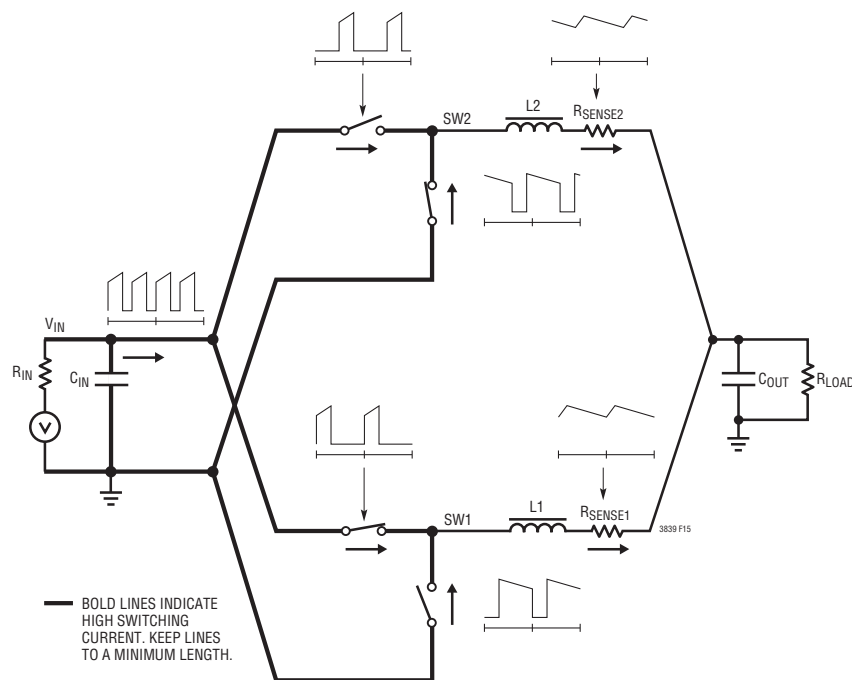 SW2
L2
RSENSE2
VIN
RIN
CIN
V
COUT
RLOAD
SW1
L1
RSENSE1
3839 F15
BOLD LINES INDICATE
HIGH SWITCHING
CURRENT. KEEP LINES
TO A MINIMUM LENGTH.